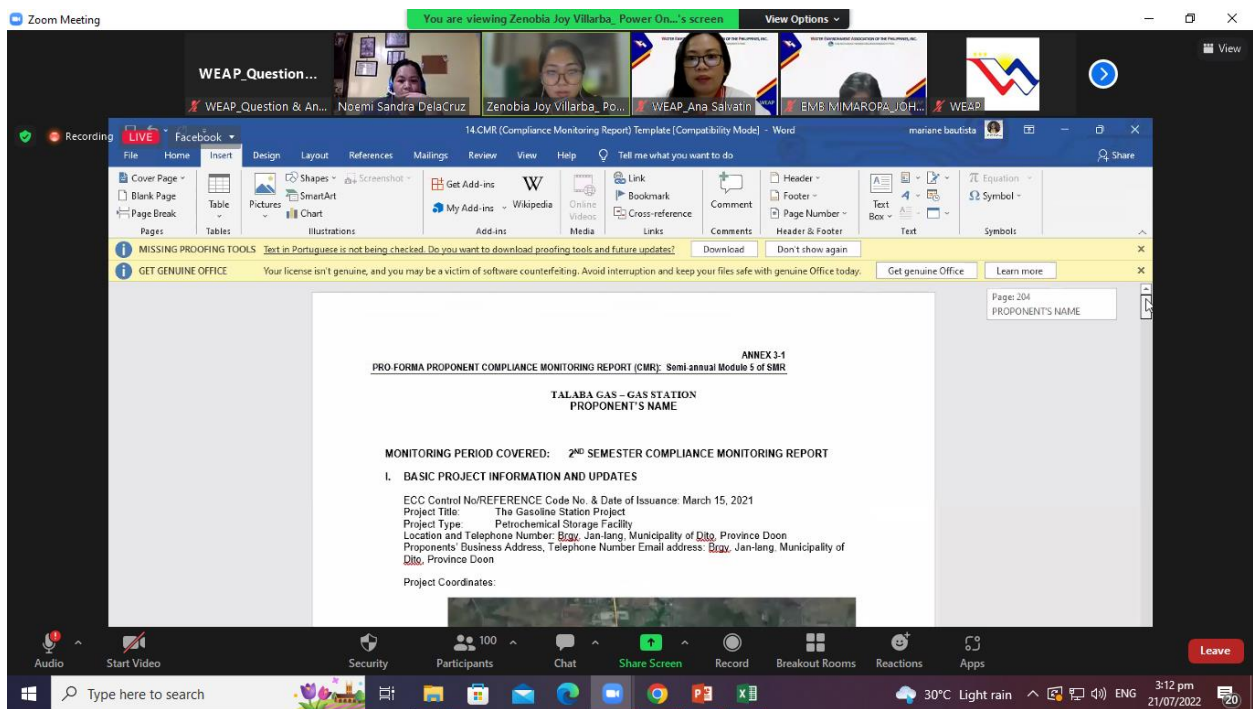 Zoom Meeting
You are viewing Zenobia Joy Villarba_ Power On...'s screen
View Options
View
WEAP_Question...
WEAP_Question & An...
Noemi Sandra DelaCruz
Zenobia Joy Villarba_ Po...
WEAP_Ana Salvatin
EMB MIMAROPA_JOH...
WEAP
Recording
LIVE
Facebook
14.CMR (Compliance Monitoring Report) Template [Compatibility Mode] - Word
mariane bautista
File Home Insert Design Layout References Mailings Review View Help Tell me what you want to do
Share
Cover Page
Blank Page
Page Break
Pages
Table
Tables
Pictures
Shapes
SmartArt
Chart
Screenshot
Illustrations
Get Add-ins
My Add-ins
Wikipedia
Add-ins
Online
Videos
Media
Link
Bookmark
Cross-reference
Links
Comment
Comments
Header
Footer
Page Number
Header & Footer
Text
Box
Text
Equation
Symbol
Symbols
MISSING PROOFING TOOLS Text in Portuguese is not being checked. Do you want to download proofing tools and future updates? Download Don't show again
GET GENUINE OFFICE Your license isn't genuine, and you may be a victim of software counterfeiting. Avoid interruption and keep your files safe with genuine Office today. Get genuine Office Learn more
Page: 204
PROPONENT'S NAME
ANNEX 3-1
PRO-FORMA PROPONENT COMPLIANCE MONITORING REPORT (CMR): Semi-annual Module 5 of SMR
TALABA GAS – GAS STATION
PROPONENT'S NAME
MONITORING PERIOD COVERED: 2ND SEMESTER COMPLIANCE MONITORING REPORT
I. BASIC PROJECT INFORMATION AND UPDATES
ECC Control No/REFERENCE Code No. & Date of Issuance: March 15, 2021
Project Title: The Gasoline Station Project
Project Type: Petrochemical Storage Facility
Location and Telephone Number: Brgy. Jan-lang, Municipality of Dito, Province Doon
Proponents' Business Address, Telephone Number Email address: Brgy. Jan-lang, Municipality of
Dito, Province Doon
Project Coordinates:
Audio
Start Video
Security
Participants
100
Chat
Share Screen
Record
Breakout Rooms
Reactions
Apps
Leave
Type here to search
30°C Light rain
ENG
3:12 pm
21/07/2022
20